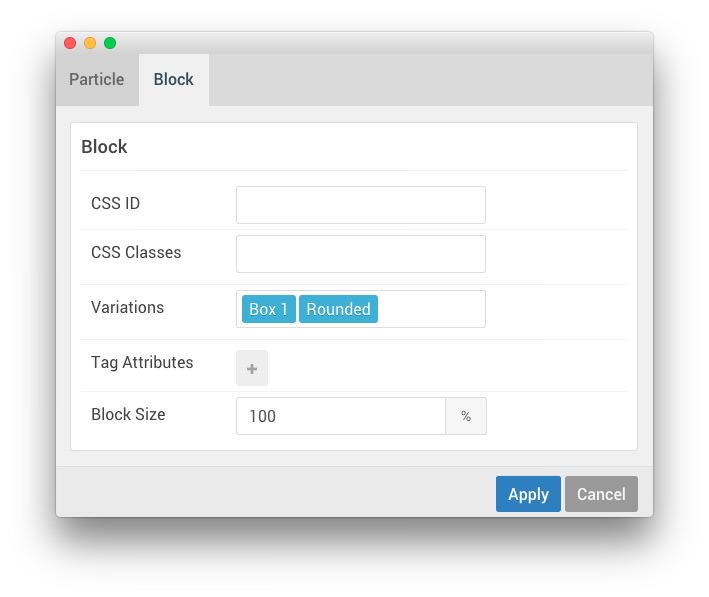 Particle Block
Block
CSS ID
CSS Classes
Variations Box 1 Rounded
Tag Attributes +
Block Size 100 %
Apply Cancel